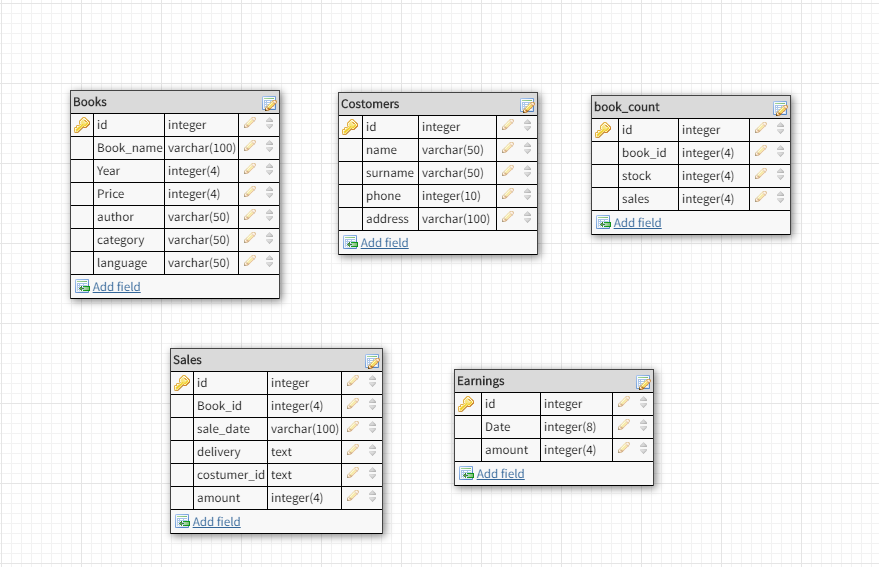 Books
id integer
Book_name varchar(100)
Year integer(4)
Price integer(4)
author varchar(50)
category varchar(50)
language varchar(50)
Add field
Costomers
id integer
name varchar(50)
surname varchar(50)
phone integer(10)
address varchar(100)
Add field
book_count
id integer
book_id integer(4)
stock integer(4)
sales integer(4)
Add field
Sales
id integer
Book_id integer(4)
sale_date varchar(100)
delivery text
costumer_id text
amount integer(4)
Add field
Earnings
id integer
Date integer(8)
amount integer(4)
Add field